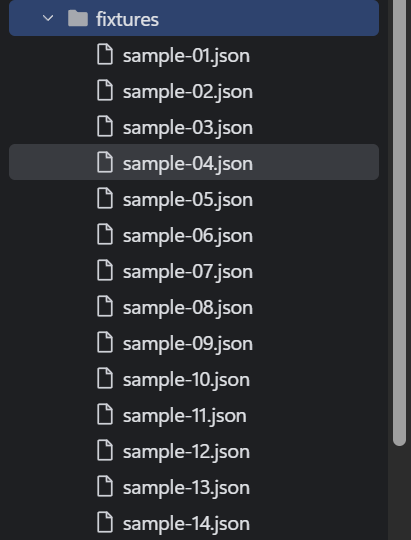 fixtures
sample-01.json
sample-02.json
sample-03.json
sample-04.json
sample-05.json
sample-06.json
sample-07.json
sample-08.json
sample-09.json
sample-10.json
sample-11.json
sample-12.json
sample-13.json
sample-14.json